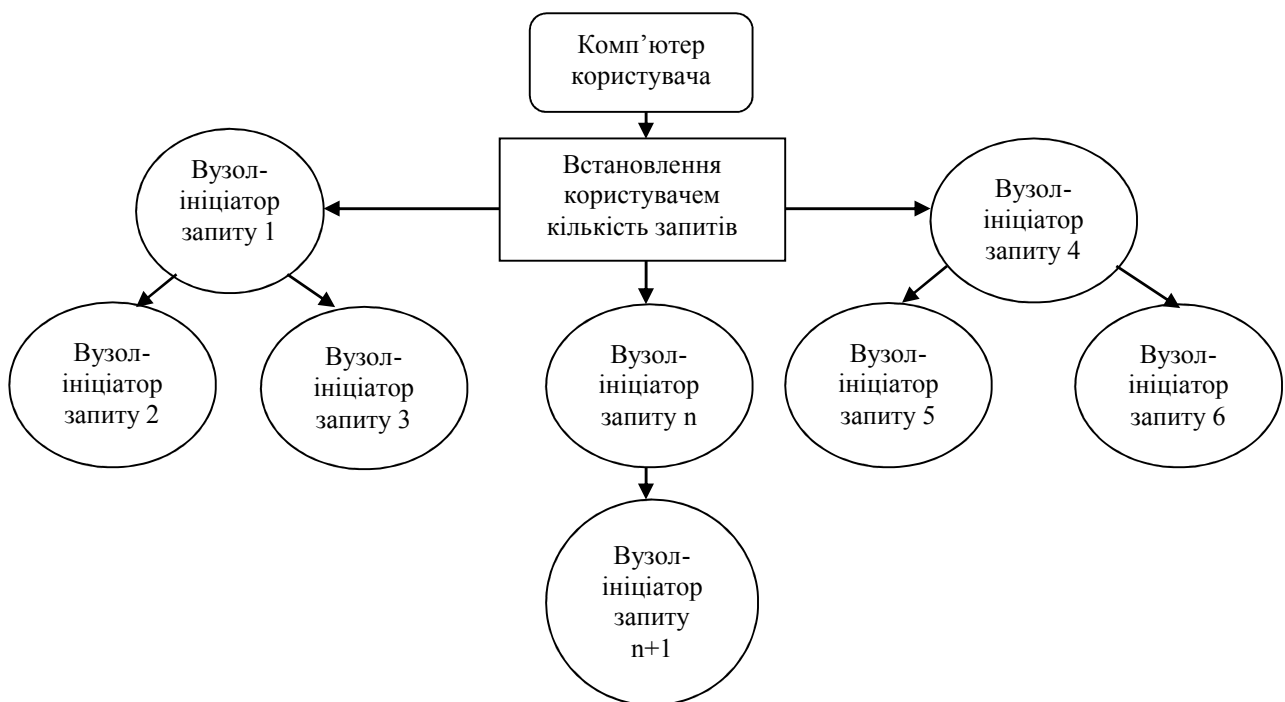 Комп’ютер
користувача
Встановлення
користувачем
кількість запитів
Вузол-
ініціатор
запиту 1
Вузол-
ініціатор
запиту 4
Вузол-
ініціатор
запиту 2
Вузол-
ініціатор
запиту 3
Вузол-
ініціатор
запиту n
Вузол-
ініціатор
запиту 5
Вузол-
ініціатор
запиту 6
Вузол-
ініціатор
запиту
n+1